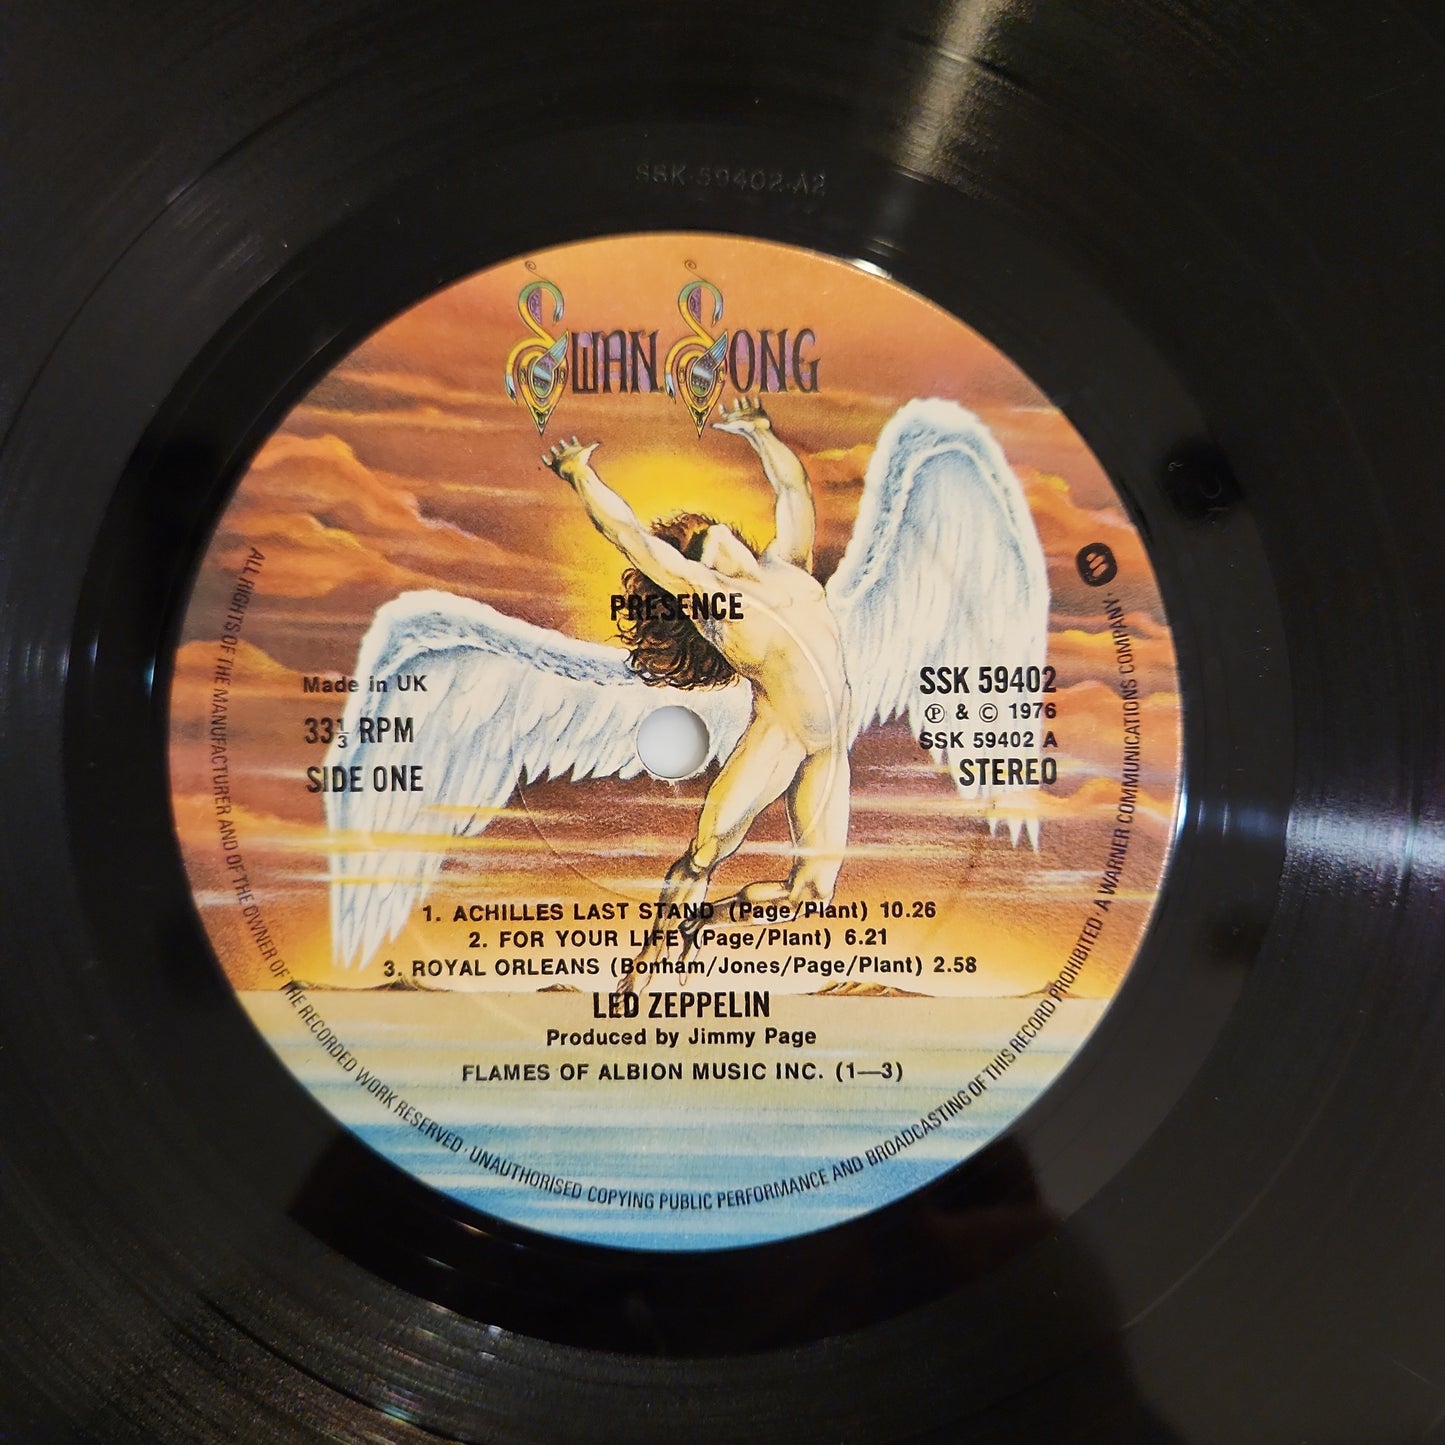 SSK·59402·A2
SWAN SONG
PRESENCE
Made in UK
33⅓ RPM
SIDE ONE
SSK 59402
℗ & © 1976
SSK 59402 A
STEREO
1. ACHILLES LAST STAND (Page/Plant) 10.26
2. FOR YOUR LIFE (Page/Plant) 6.21
3. ROYAL ORLEANS (Bonham/Jones/Page/Plant) 2.58
LED ZEPPELIN
Produced by Jimmy Page
FLAMES OF ALBION MUSIC INC. (1—3)
ALL RIGHTS OF THE MANUFACTURER AND OF THE OWNER OF THE RECORDED WORK RESERVED · UNAUTHORISED COPYING PUBLIC PERFORMANCE AND BROADCASTING OF THIS RECORD PROHIBITED · A WARNER COMMUNICATIONS COMPANY